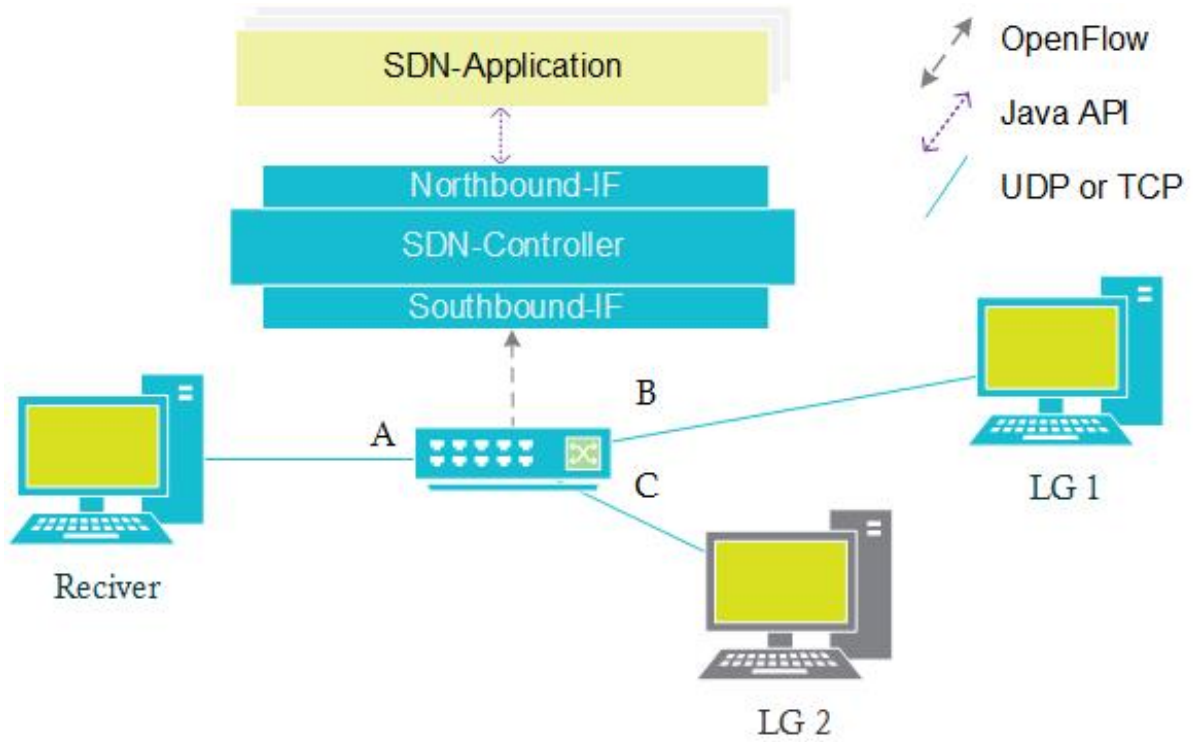 SDN-Application
OpenFlow
Java API
UDP or TCP
Northbound-IF
SDN-Controller
Southbound-IF
A
B
C
Reciver
LG 1
LG 2